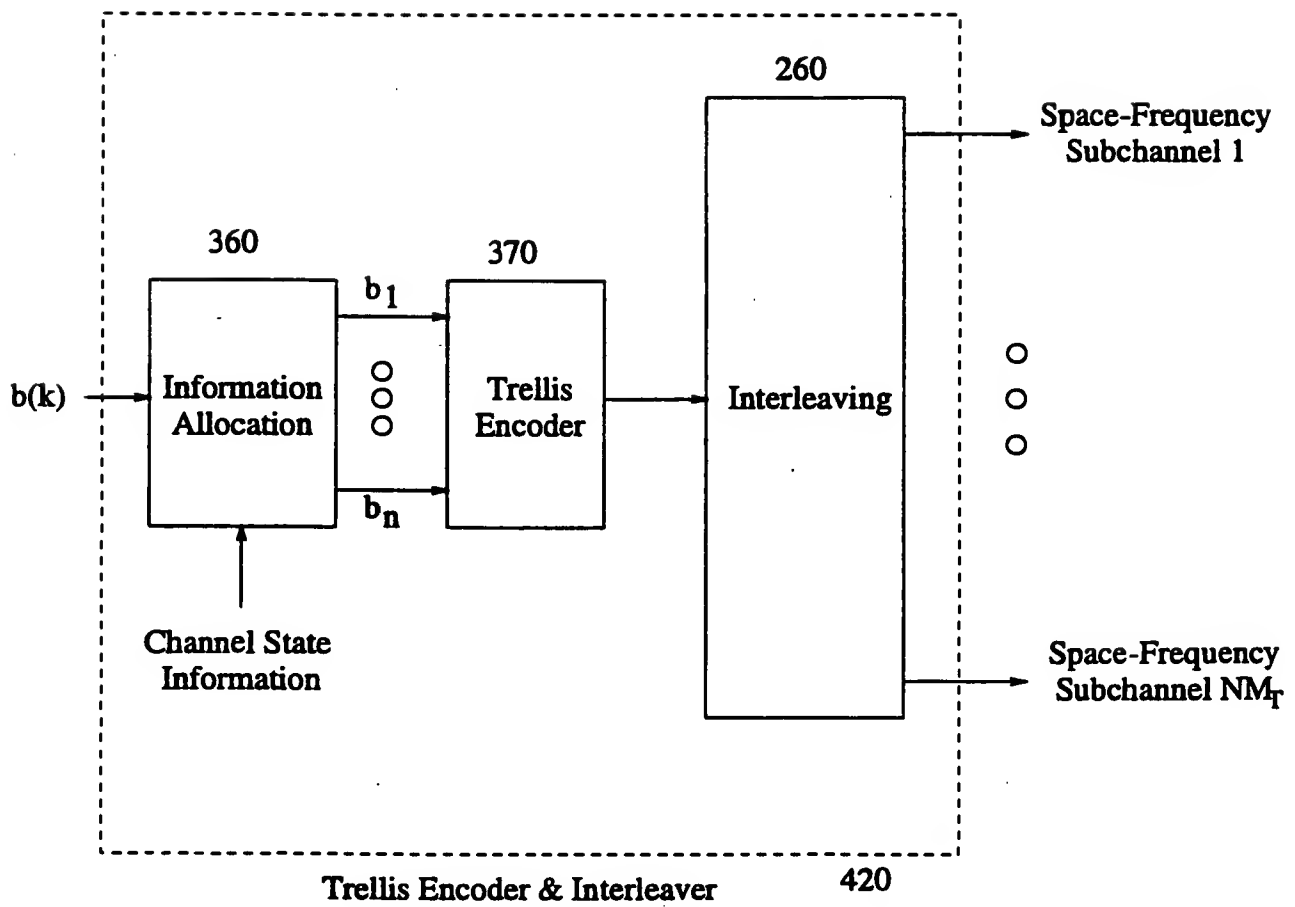 260
Space-Frequency
Subchannel 1
360
370
b1
b(k)
Information
Allocation
Trellis
Encoder
Interleaving
bn
Channel State
Information
Space-Frequency
Subchannel NMT
Trellis Encoder & Interleaver
420